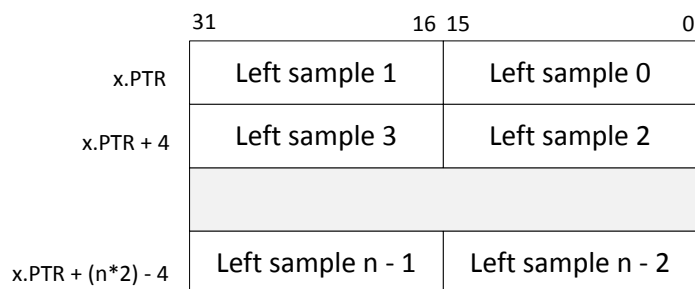 31 16 15 0
x.PTR Left sample 1 Left sample 0
x.PTR + 4 Left sample 3 Left sample 2
x.PTR + (n*2) - 4 Left sample n - 1 Left sample n - 2